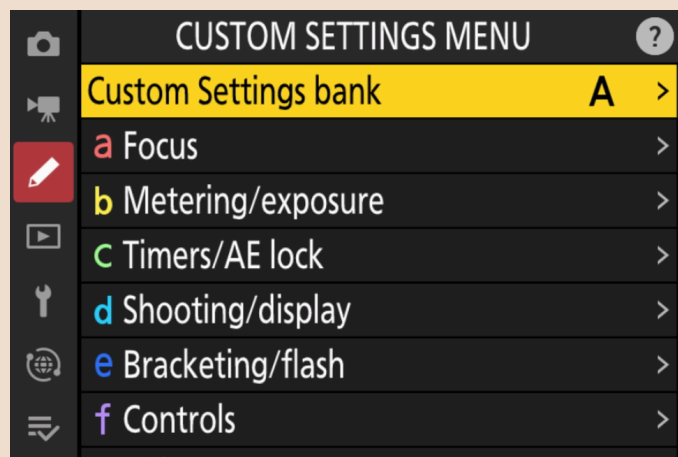 CUSTOM SETTINGS MENU ?
Custom Settings bank A >
a Focus >
b Metering/exposure >
c Timers/AE lock >
d Shooting/display >
e Bracketing/flash >
f Controls >